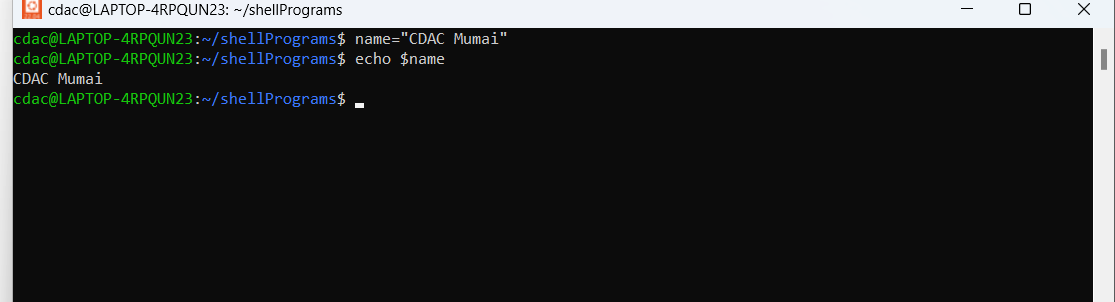 cdac@LAPTOP-4RPQUN23: ~/shellPrograms
cdac@LAPTOP-4RPQUN23:~/shellPrograms$ name="CDAC Mumai"
cdac@LAPTOP-4RPQUN23:~/shellPrograms$ echo $name
CDAC Mumai
cdac@LAPTOP-4RPQUN23:~/shellPrograms$